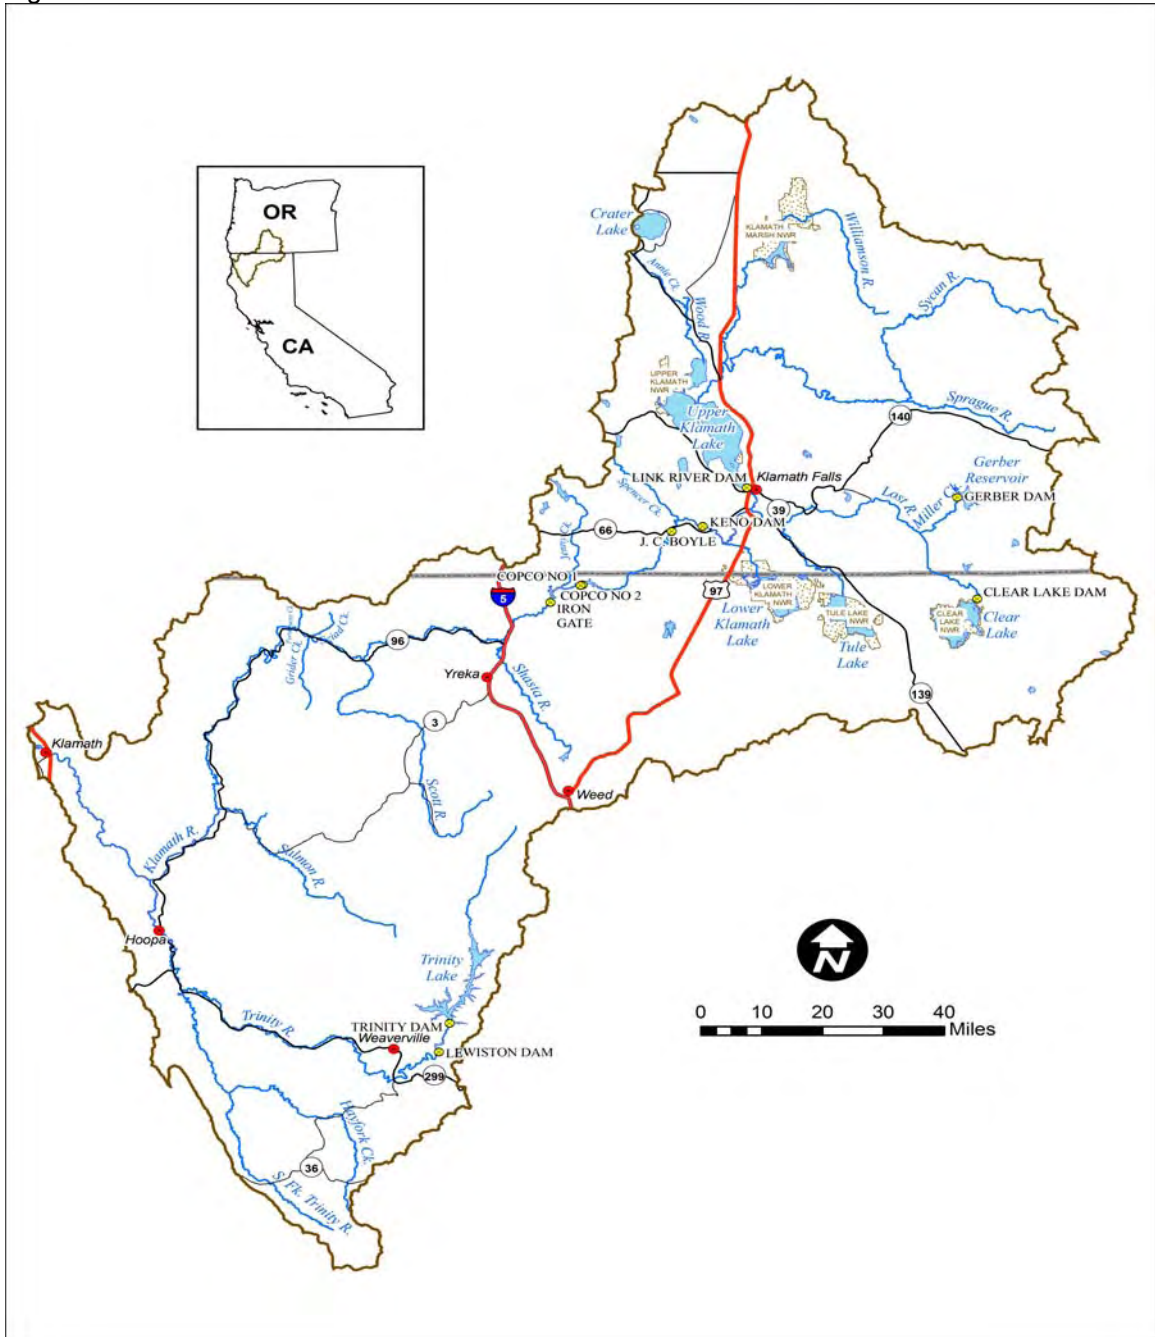 OR
CA
Crater
Lake
KLAMATH
MARSH NWR
Williamson R.
Annie Ck.
Wood R.
Sycan R.
UPPER
KLAMATH
NWR
Upper
Klamath
Lake
Sprague R.
140
LINK RIVER DAM
Klamath Falls
Gerber
Reservoir
GERBER DAM
Lost R.
Miller Ck.
Spencer Ck.
KENO DAM
39
66
J. C. BOYLE
Jenny Ck.
COPCO NO 1
COPCO NO 2
IRON
GATE
5
97
LOWER
KLAMATH
NWR
Lower
Klamath
Lake
TULE LAKE
NWR
Tule
Lake
CLEAR LAKE DAM
CLEAR
LAKE
NWR
Clear
Lake
139
96
Grider Ck.
Yreka
Shasta R.
3
Klamath
Weed
Scott R.
Klamath R.
Salmon R.
Hoopa
Trinity
Lake
N
Trinity R.
TRINITY DAM
Weaverville
LEWISTON DAM
299
0 10 20 30 40
Miles
Hayfork Ck.
36
S. Fk. Trinity R.